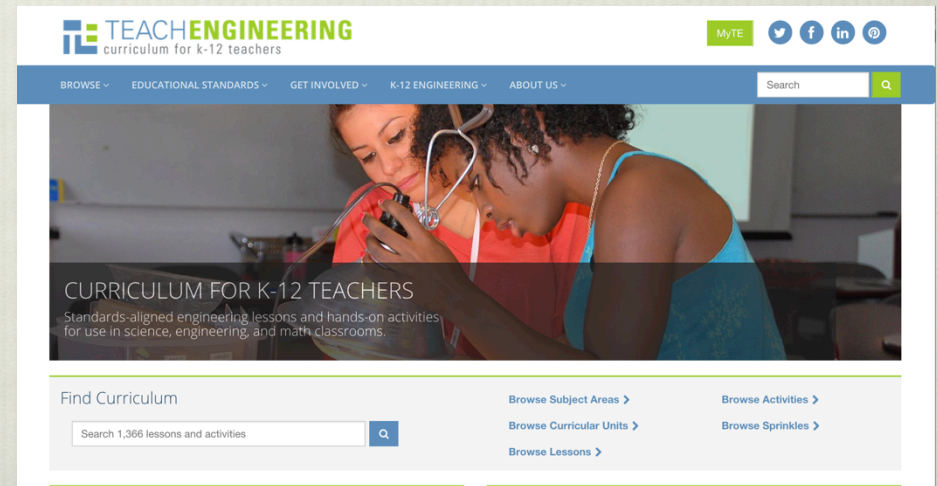 TEACHENGINEERING
curriculum for k-12 teachers
MyTE
BROWSE
EDUCATIONAL STANDARDS
GET INVOLVED
K-12 ENGINEERING
ABOUT US
Search
CURRICULUM FOR K-12 TEACHERS
Standards-aligned engineering lessons and hands-on activities
for use in science, engineering, and math classrooms.
Find Curriculum
Search 1,366 lessons and activities
Browse Subject Areas
Browse Curricular Units
Browse Lessons
Browse Activities
Browse Sprinkles